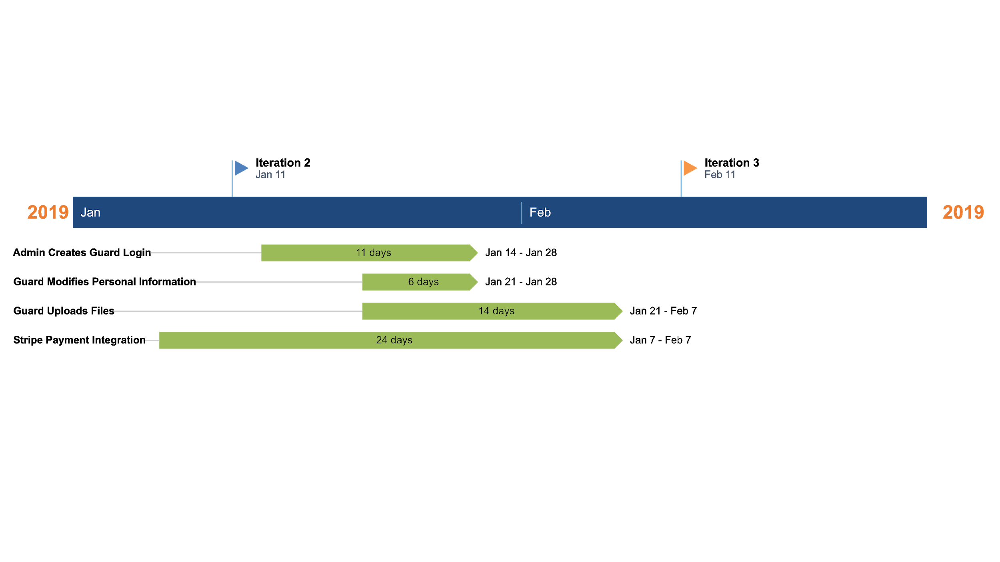 Iteration 2
Jan 11
Iteration 3
Feb 11
2019 Jan Feb 2019
Admin Creates Guard Login 11 days Jan 14 - Jan 28
Guard Modifies Personal Information 6 days Jan 21 - Jan 28
Guard Uploads Files 14 days Jan 21 - Feb 7
Stripe Payment Integration 24 days Jan 7 - Feb 7